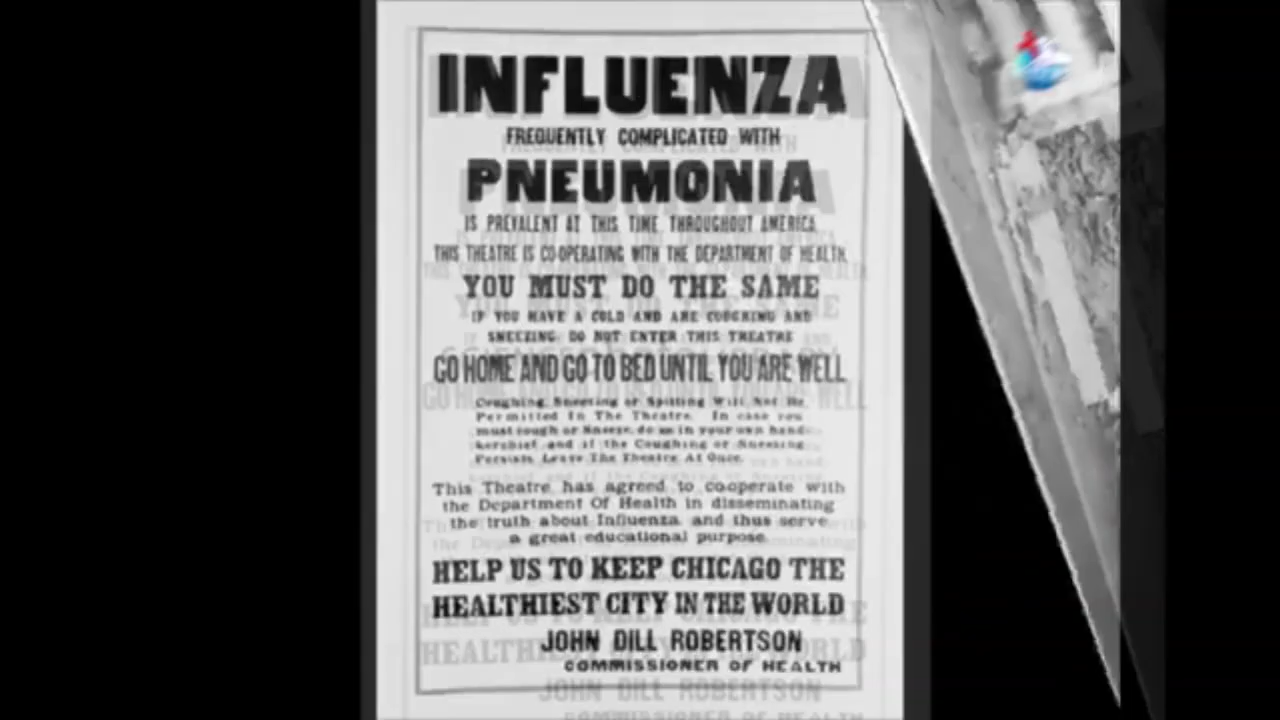 INFLUENZA
FREQUENTLY COMPLICATED WITH
PNEUMONIA
IS PREVALENT AT THIS TIME THROUGHOUT AMERICA.
THIS THEATRE IS CO-OPERATING WITH THE DEPARTMENT OF HEALTH.
YOU MUST DO THE SAME
IF YOU HAVE A COLD AND ARE COUGHING AND
SNEEZING DO NOT ENTER THIS THEATRE
GO HOME AND GO TO BED UNTIL YOU ARE WELL
Coughing, Sneezing or Spitting Will Not Be
Permitted In The Theatre. In case you
must cough or Sneeze, do so in your own hand-
kerchief, and if the Coughing or Sneezing
Persists Leave The Theatre At Once.
This Theatre has agreed to co-operate with
the Department Of Health in disseminating
the truth about Influenza, and thus serve
a great educational purpose.
HELP US TO KEEP CHICAGO THE
HEALTHIEST CITY IN THE WORLD
JOHN DILL ROBERTSON
COMMISSIONER OF HEALTH